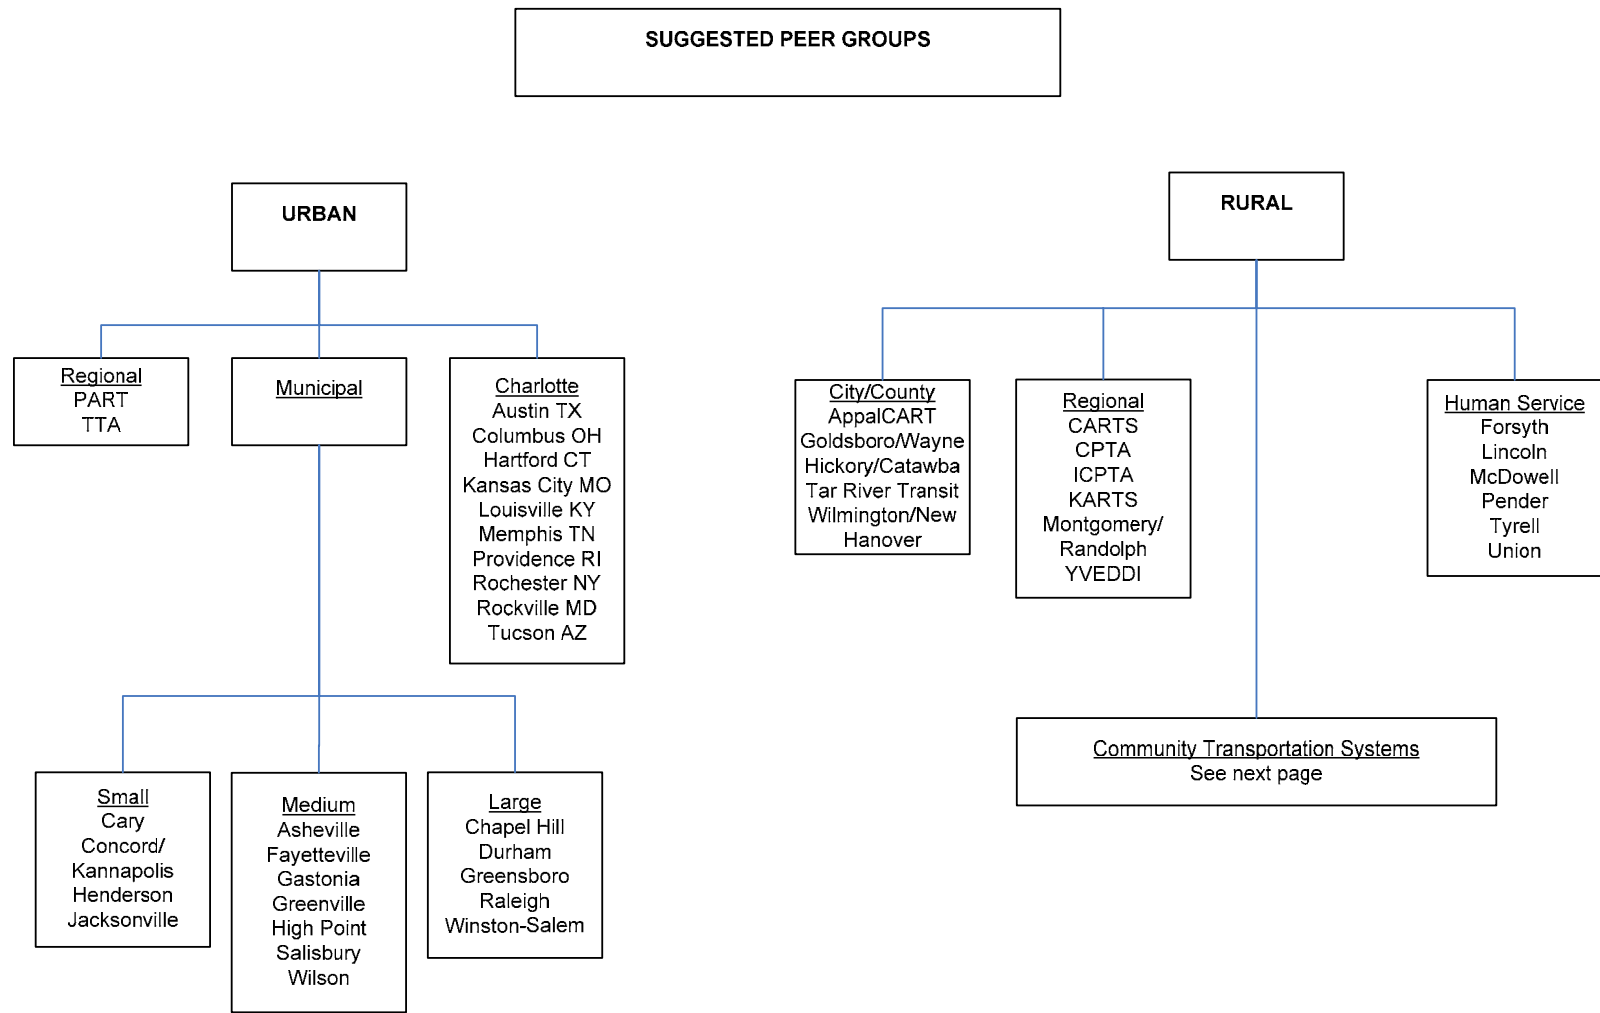 SUGGESTED PEER GROUPS
URBAN
RURAL
Regional
PART
TTA
Municipal
Charlotte
Austin TX
Columbus OH
Hartford CT
Kansas City MO
Louisville KY
Memphis TN
Providence RI
Rochester NY
Rockville MD
Tucson AZ
City/County
AppalCART
Goldsboro/Wayne
Hickory/Catawba
Tar River Transit
Wilmington/New
Hanover
Regional
CARTS
CPTA
ICPTA
KARTS
Montgomery/
Randolph
YVEDDI
Human Service
Forsyth
Lincoln
McDowell
Pender
Tyrell
Union
Community Transportation Systems
See next page
Small
Cary
Concord/
Kannapolis
Henderson
Jacksonville
Medium
Asheville
Fayetteville
Gastonia
Greenville
High Point
Salisbury
Wilson
Large
Chapel Hill
Durham
Greensboro
Raleigh
Winston-Salem